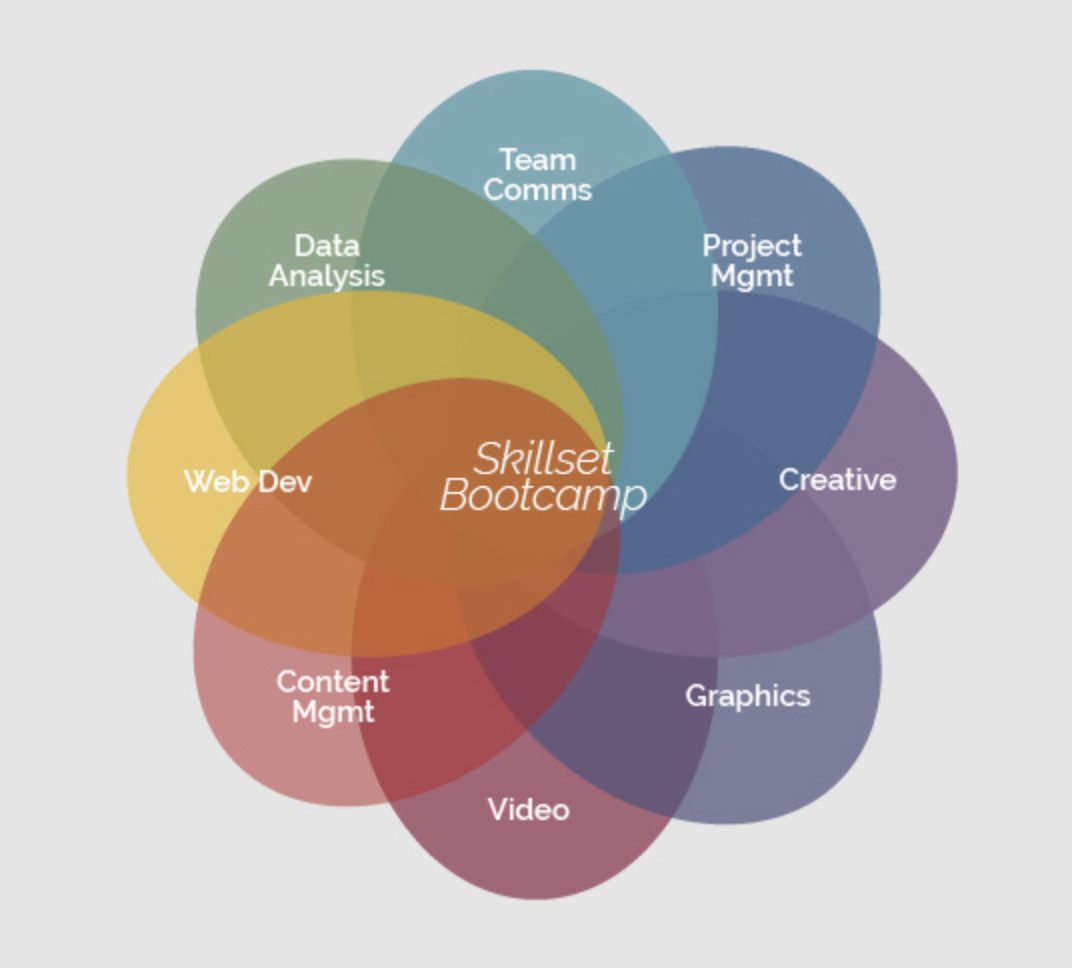 Team
Comms
Project
Mgmt
Data
Analysis
Skillset
Bootcamp
Creative
Web Dev
Content
Mgmt
Graphics
Video